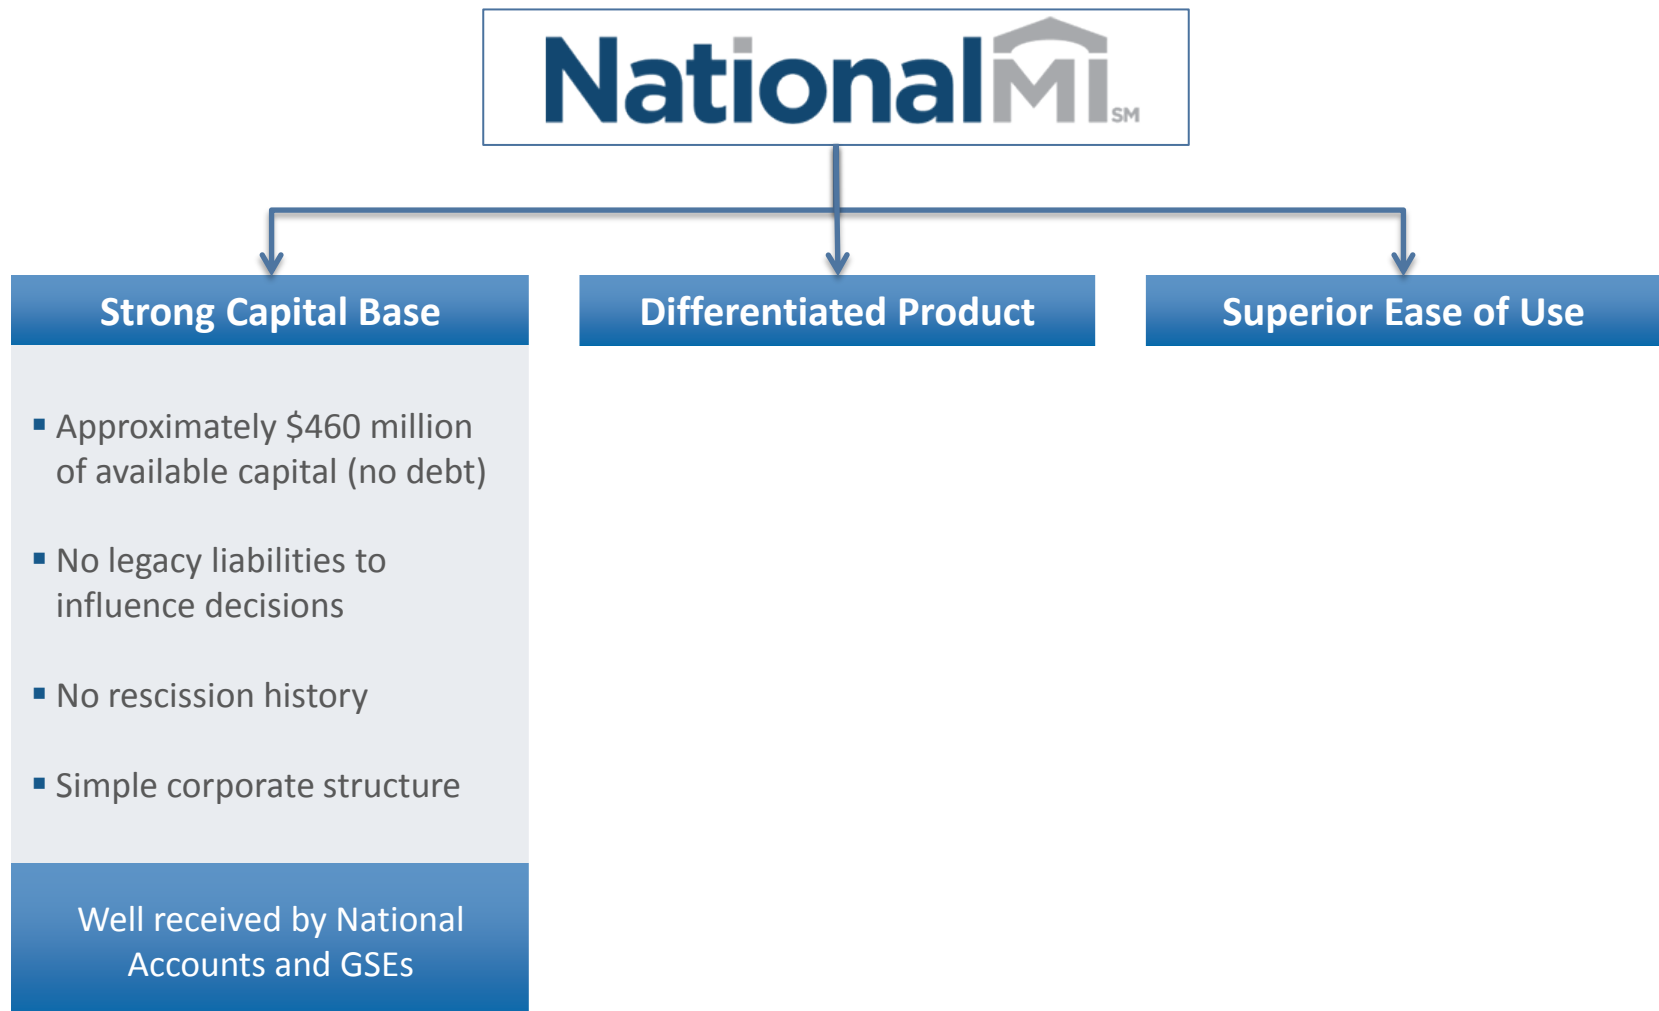 NationalMI SM
Strong Capital Base
Differentiated Product
Superior Ease of Use
▪ Approximately $460 million
of available capital (no debt)
▪ No legacy liabilities to
influence decisions
▪ No rescission history
▪ Simple corporate structure
Well received by National
Accounts and GSEs